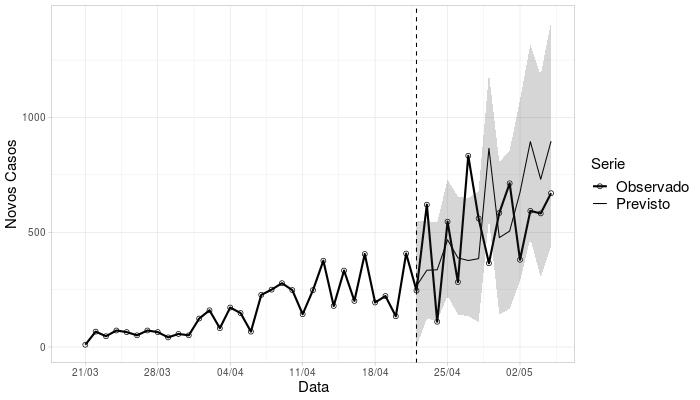 1000
500
0
Novos Casos
21/03
28/03
04/04
11/04
18/04
25/04
02/05
Data
Serie
Observado
Previsto